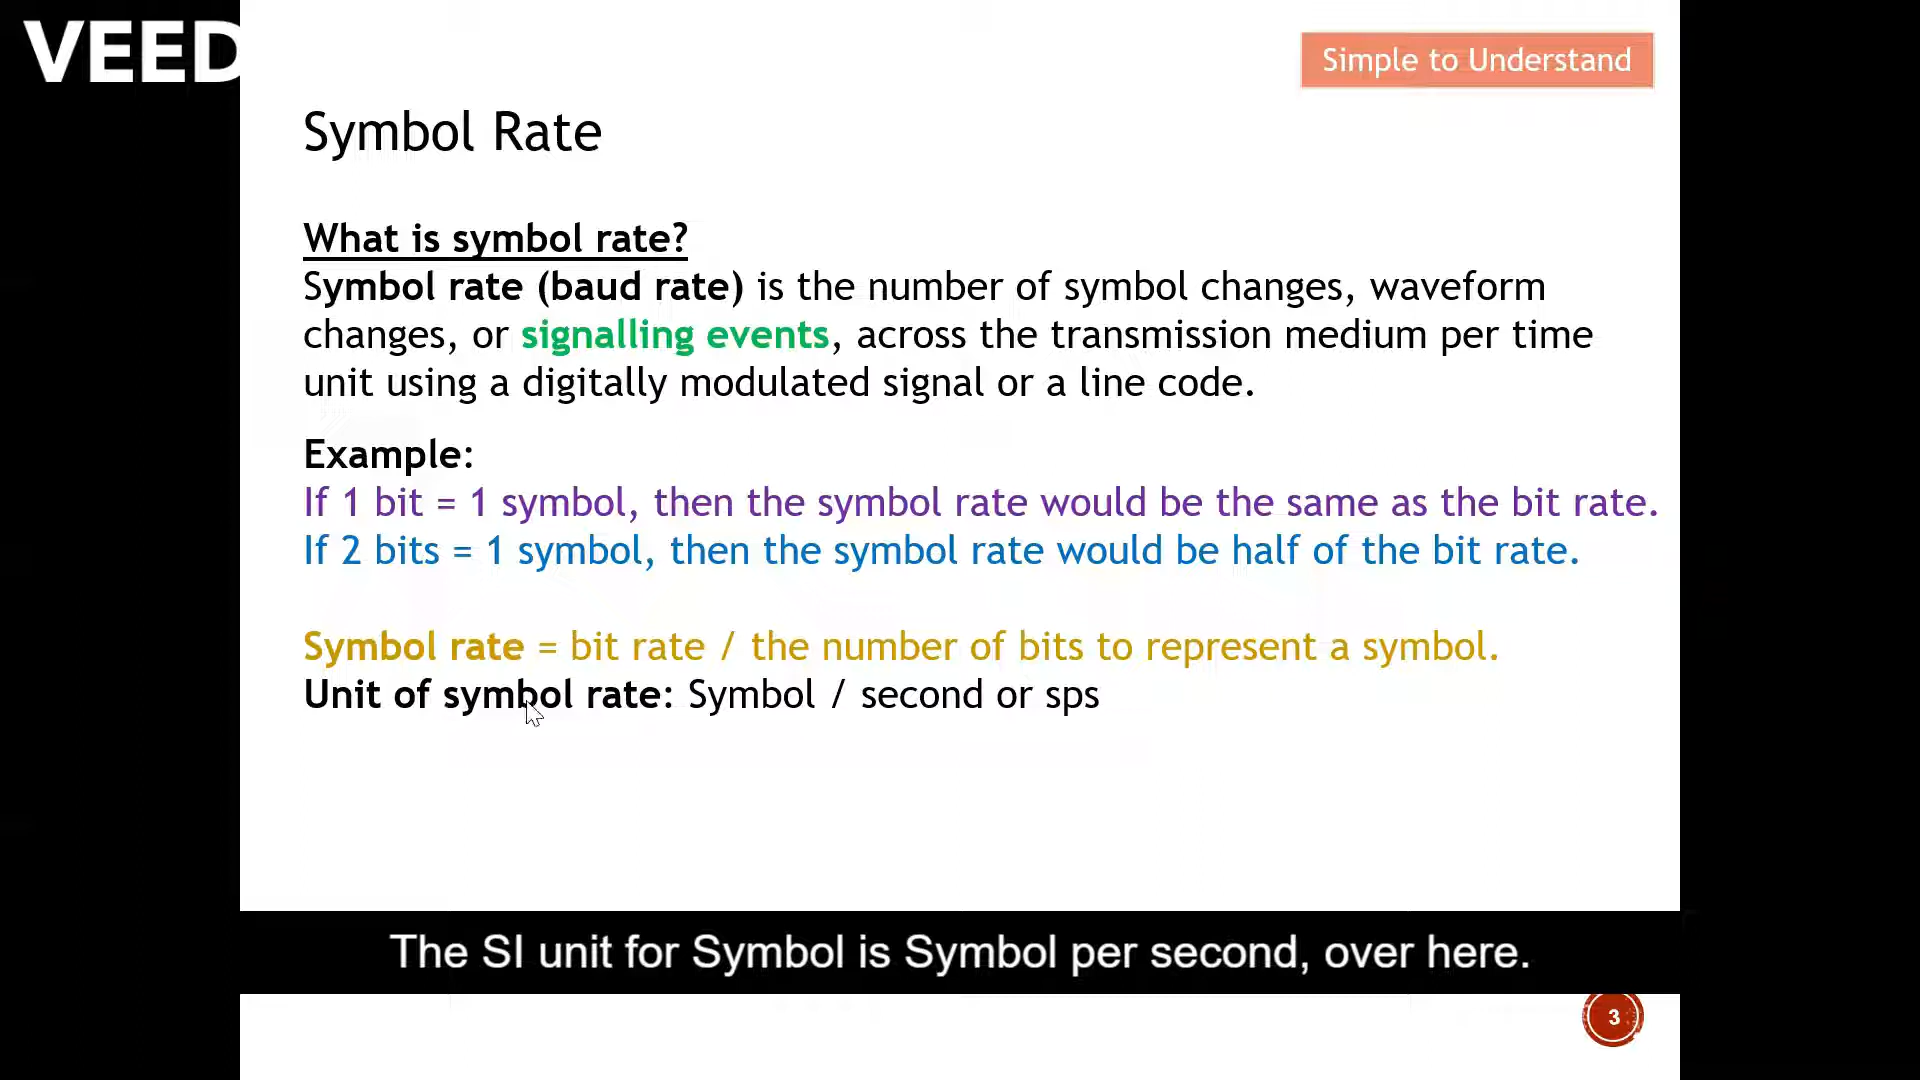 VEED
Simple to Understand
Symbol Rate
What is symbol rate?
Symbol rate (baud rate) is the number of symbol changes, waveform
changes, or signalling events, across the transmission medium per time
unit using a digitally modulated signal or a line code.
Example:
If 1 bit = 1 symbol, then the symbol rate would be the same as the bit rate.
If 2 bits = 1 symbol, then the symbol rate would be half of the bit rate.
Symbol rate = bit rate / the number of bits to represent a symbol.
Unit of symbol rate: Symbol / second or sps
The SI unit for Symbol is Symbol per second, over here.
3